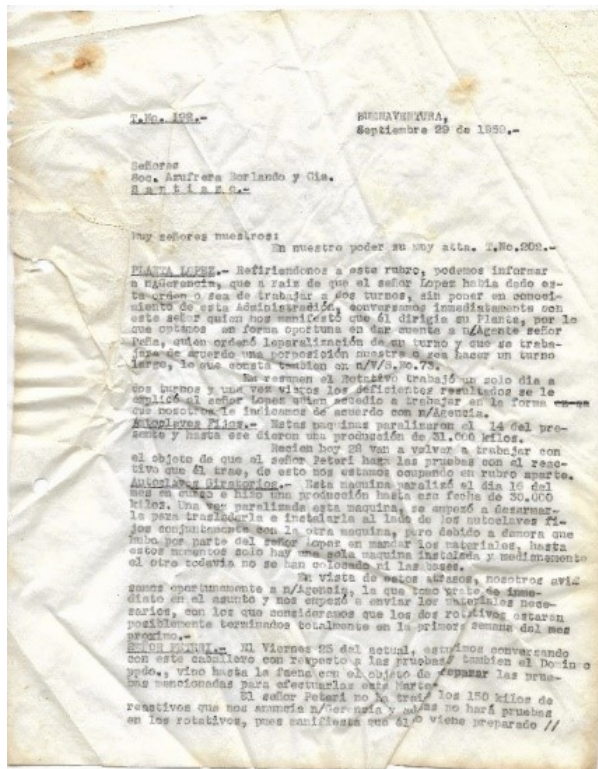 T.No. 192.-
BUENAVENTURA,
Septiembre 29 de 1959.-
Señores
Soc. Azufrera Borlando y Cia.
S a n t i a g o.-
Muy señores nuestros:
En nuestro poder su muy atta. T.No.202.-
PLANTA LOPEZ.- Refiriendonos a este rubro, podemos informar
a n/Gerencia, que a raiz de que el señor Lopez habia dado es-
ta orden o sea de trabajar a dos turnos, sin poner en conoci-
miento de esta Administración, conversamos inmediatamente con
este señor quien nos manifestó que él dirigia su Planta, por lo
que optamos en forma oportuna en dar cuenta a n/Agente señor
Peña, quien ordenó laparalización de su turno y que se traba-
jara de acuerdo una porposición nuestra o sea hacer un turno
largo, lo que consta tambien en n/V/S.No.73.-
En resumen el Rotativo trabajó un solo dia a
dos turnos y una vez vistos los deficientes resultados se le
explicó al señor Lopez quien accedio a trabajar en la forma
que nosotros le indicamos de acuerdo con n/Agencia.
Autoclaves Fijos.- Estas maquinas paralizaron el 14 del pre-
sente y hasta ese dieron una producción de 31.000 kilos.
Recien hoy 29 van a volver a trabajar con
el objeto de que el señor Peteri haga las pruebas con el reac-
tivo que él trae, de esto nos estamos ocupando en rubro aparte.
Autoclaves Giratorios.- Esta maquina paralizó el dia 16 del
mes en curso e hizo una producción hasta esa fecha de 30.000
kilos. Una vez paralizada esta maquina, se empezó a desarmar-
la para trasladarla e instalarla al lado de los autoclaves fi-
jos conjuntamente con la otra maquina, pero debido a demora que
hubo por parte del señor Lopez en mandar los materiales, hasta
estos momentos solo hay una sola maquina instalada y medianamente
el otro todavia no se han colocado ni las bases.
En vista de estos atrasos, nosotros avi-
samos oportunamente a n/Agencia, la que tomó nota de inme-
diato en el asunto y nos empezó a enviar los materiales nece-
sarios, con los que consideramos que los dos rotativos estaran
posiblemente terminados totalmente en la primera semana del mes
proximo.-
SEÑOR PETERI.- El Viernes 25 del actual, estuvimos conversando
con este caballero con respecto a las pruebas, tambien el Domingo
ppdo., vino hasta la faena con el objeto de preparar las prue-
bas mencionadas para efectuarlas este Martes.
El señor Peteri no ha traido los 150 kilos de
reactivos que nos anuncia n/Gerencia y no hará pruebas
en los rotativos, pues manifiesta que él no viene preparado //